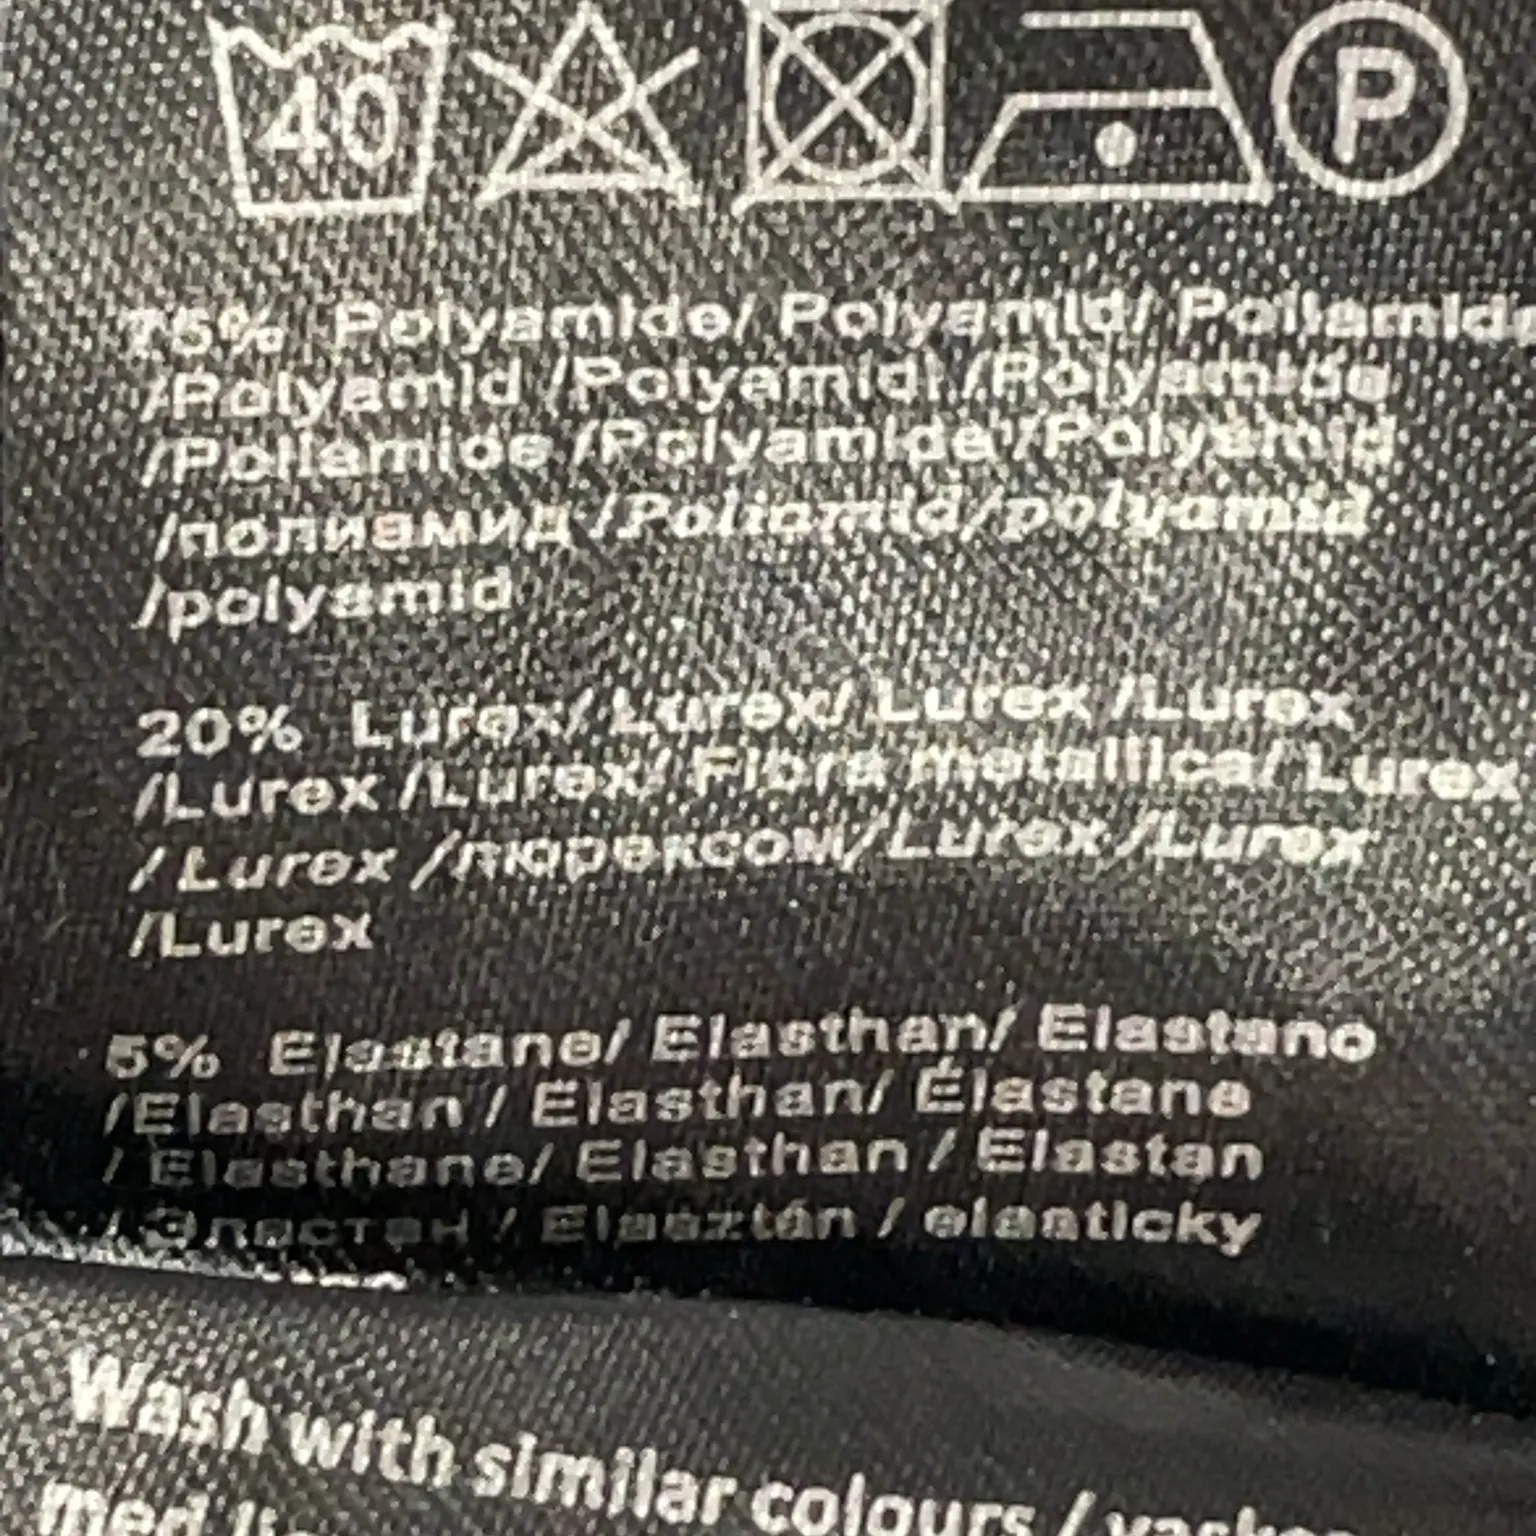 40 P
75% Polyamide/ Polyamid/ Poliamida
/Polyamid /Polyamid/ /Polyamide
/Poliamide /Polyamide /Polyamid
/полиамид /Poliamid/polyamid
/polyamid
20% Lurex/ Lurex/ Lurex /Lurex
/Lurex /Lurex/ Fibra metallica/ Lurex
/ Lurex /люрексом/Lurex /Lurex
/Lurex
5% Elastane/ Elasthan/ Elastano
/Elasthan / Elasthan/ Élastane
/ Elasthane/ Elasthan / Elastan
/ Эластан / Elasztán / elasticky
Wash with similar colours /
med